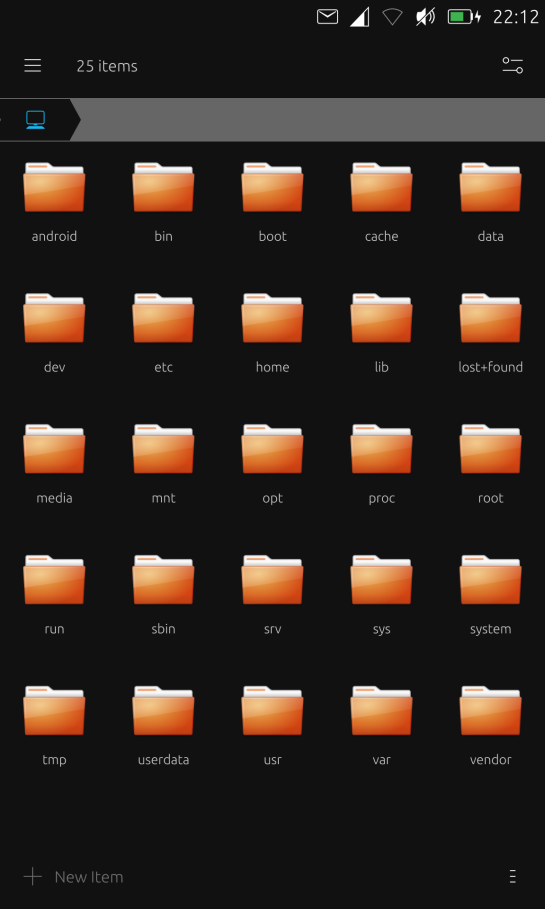 22:12
25 items
android bin boot cache data
dev etc home lib lost+found
media mnt opt proc root
run sbin srv sys system
tmp userdata usr var vendor
New Item